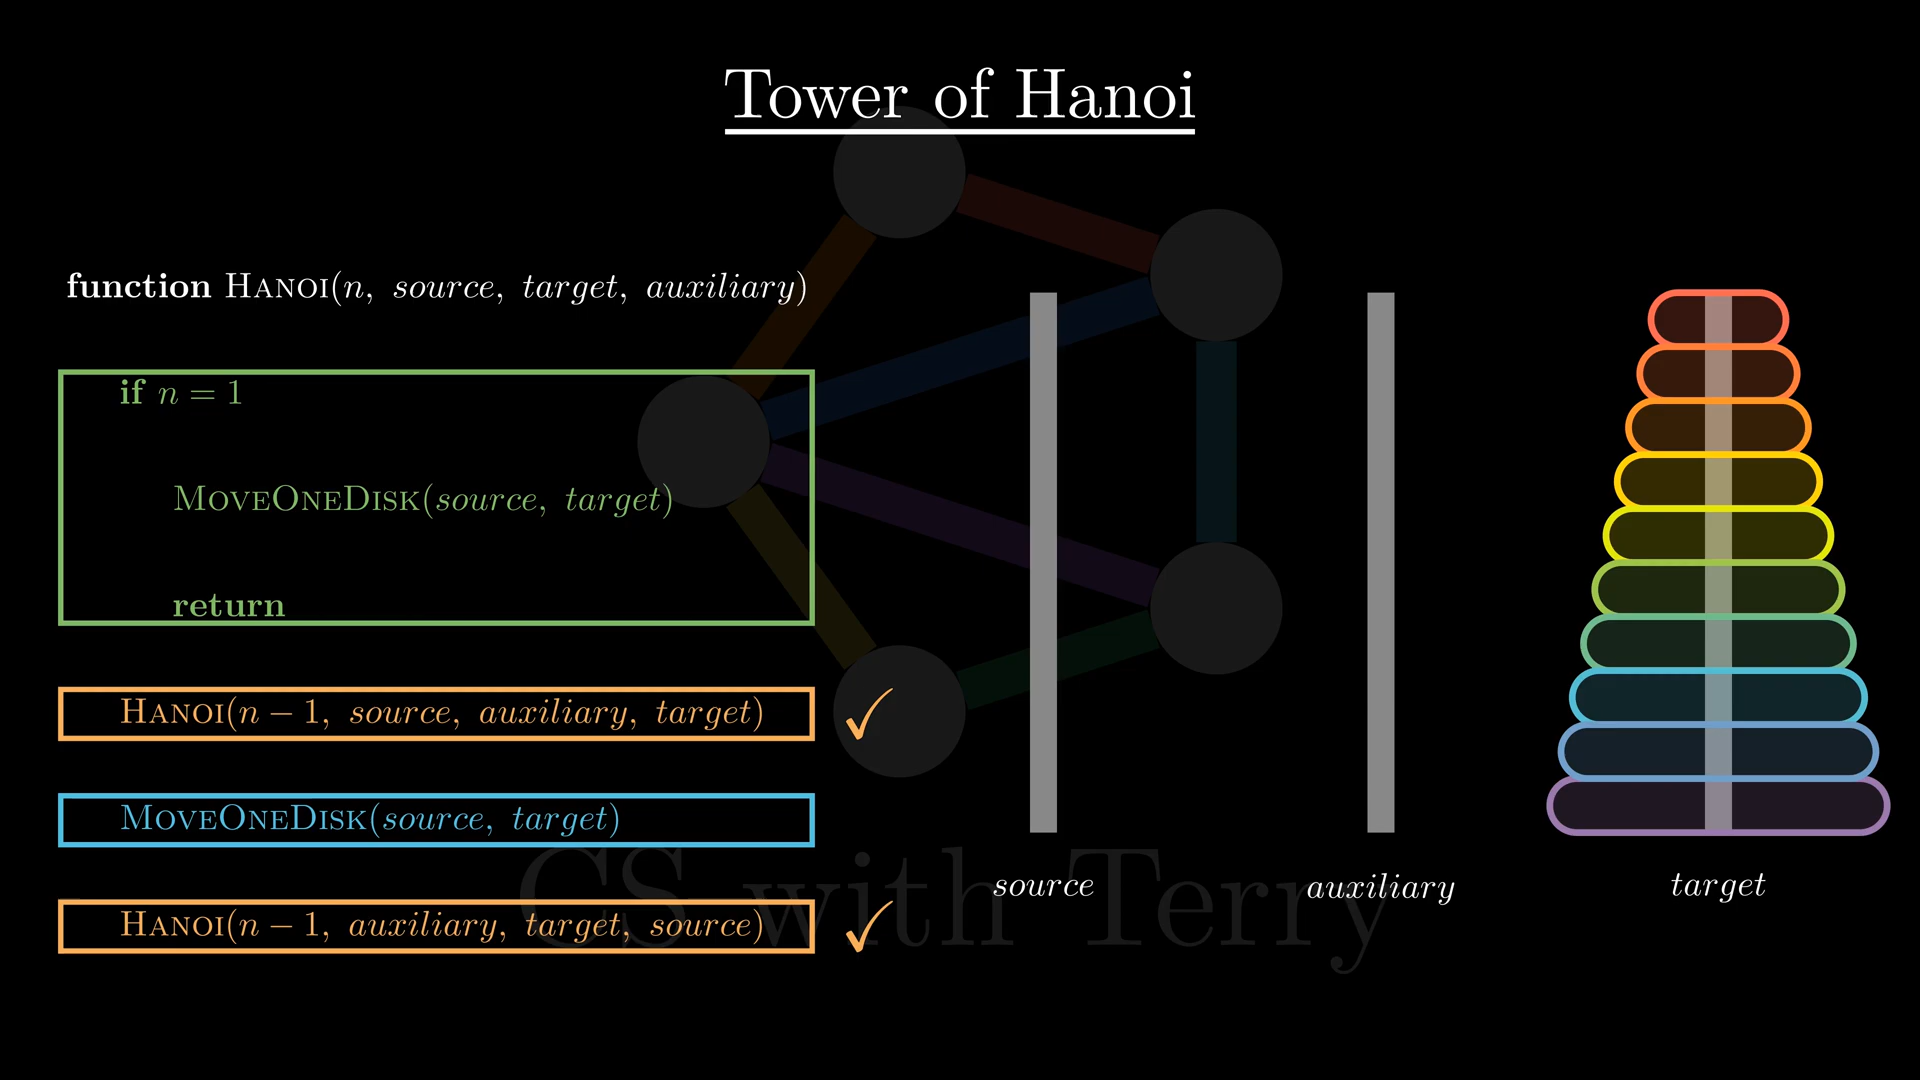 Tower of Hanoi
function Hanoi(n, source, target, auxiliary)
if n = 1
MoveOneDisk(source, target)
return
Hanoi(n − 1, source, auxiliary, target) ✓
MoveOneDisk(source, target)
Hanoi(n − 1, auxiliary, target, source) ✓
source auxiliary target
CS with Terry